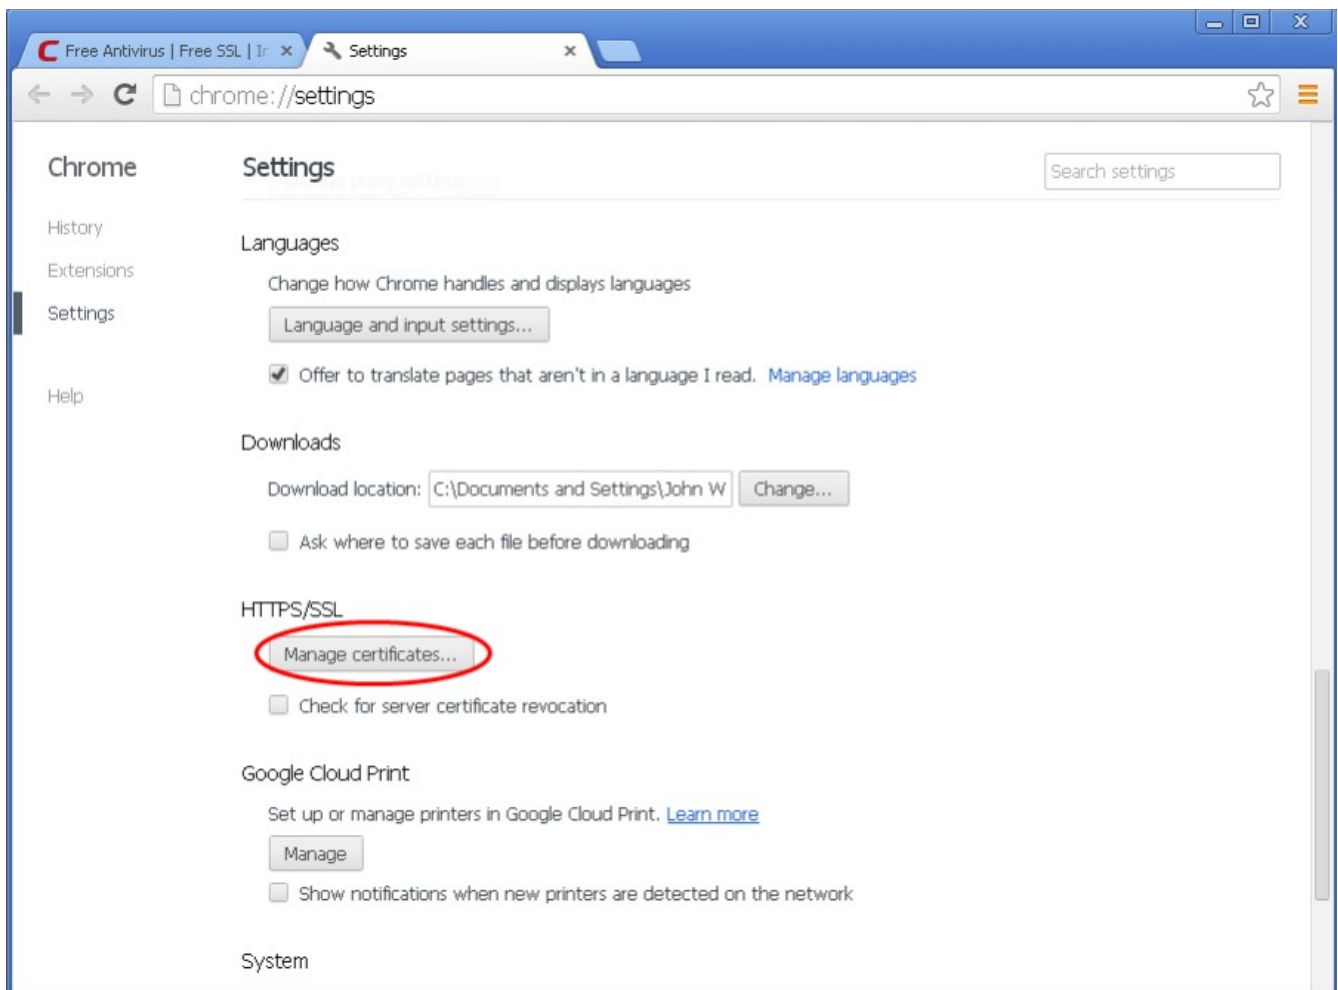 Free Antivirus | Free SSL | Ir
Settings
chrome://settings
Chrome
Settings
Change proxy settings...
Search settings
History
Extensions
Settings
Help
Languages
Change how Chrome handles and displays languages
Language and input settings...
Offer to translate pages that aren't in a language I read. Manage languages
Downloads
Download location: C:\Documents and Settings\John W Change...
Ask where to save each file before downloading
HTTPS/SSL
Manage certificates...
Check for server certificate revocation
Google Cloud Print
Set up or manage printers in Google Cloud Print. Learn more
Manage
Show notifications when new printers are detected on the network
System